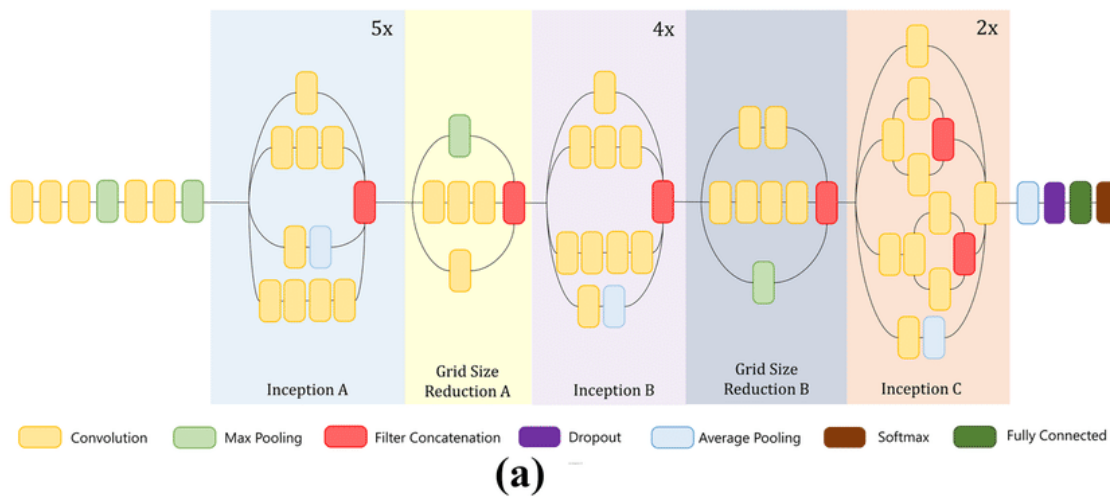 5x
4x
2x
Inception A
Grid Size
Reduction A
Inception B
Grid Size
Reduction B
Inception C
Convolution
Max Pooling
Filter Concatenation
Dropout
Average Pooling
Softmax
Fully Connected
(a)